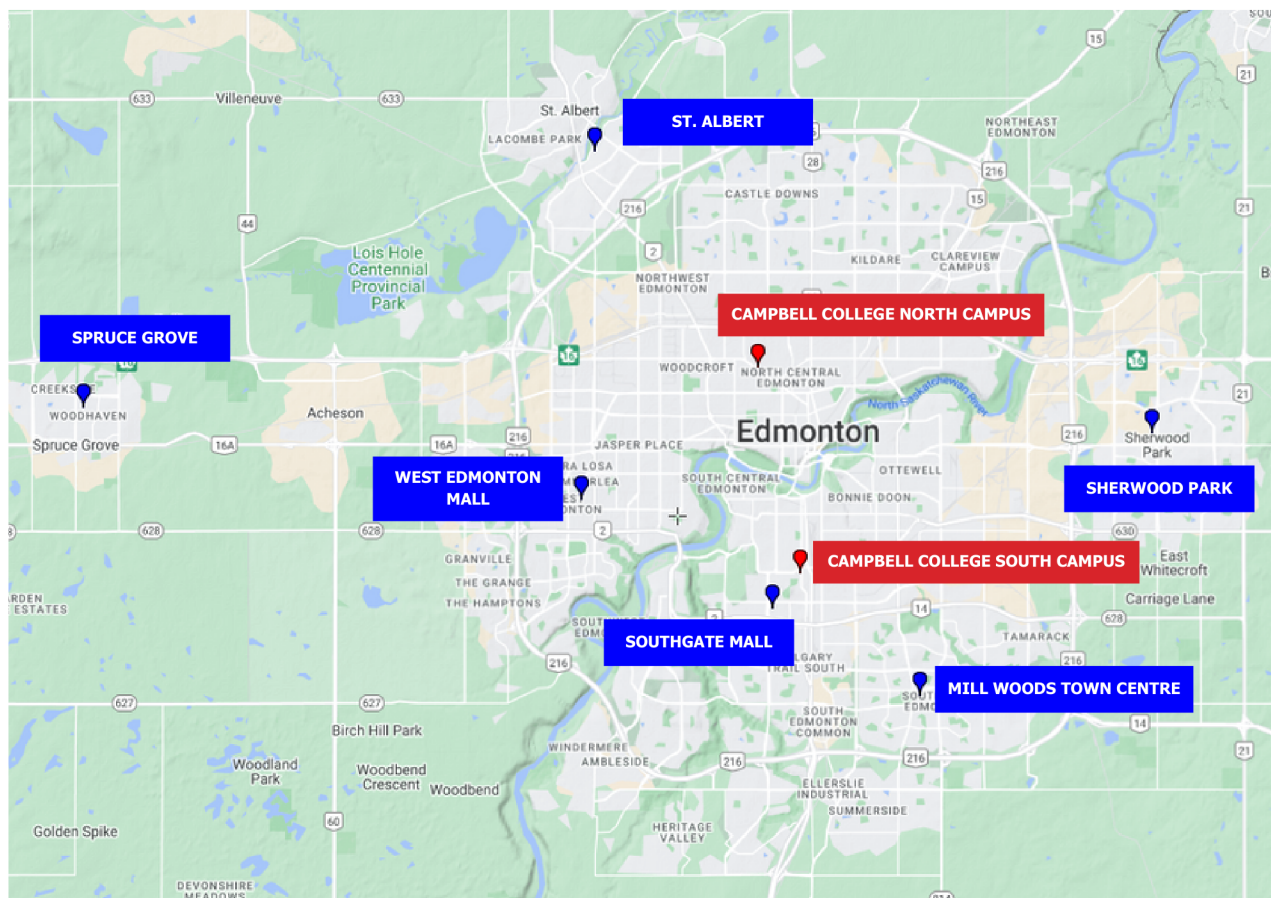 15
SOU
21
633
Villeneuve
633
St. Albert
ST. ALBERT
LACOMBE PARK
NORTHEAST
EDMONTON
28
216
CASTLE DOWNS
15
216
21
44
2
Lois Hole
Centennial
Provincial
Park
KILDARE
CLAREVIEW
CAMPUS
NORTHWEST
EDMONTON
CAMPBELL COLLEGE NORTH CAMPUS
SPRUCE GROVE
16
16
16
WOODCROFT
NORTH CENTRAL
EDMONTON
WOODHAVEN
21
Acheson
North Saskatchewan
River
Spruce Grove
16A
16A
216
JASPER PLACE
Edmonton
216
Sherwood
Park
WEST EDMONTON
MALL
SOUTH CENTRAL
EDMONTON
OTTEWELL
BONNIE DOON
SHERWOOD PARK
628
628
2
630
GRANVILLE
THE GRANGE
THE HAMPTONS
CAMPBELL COLLEGE SOUTH CAMPUS
East
Whitecroft
Carriage Lane
ESTATES
14
628
SOUTHGATE MALL
TAMARACK
216
216
TRAIL SOUTH
MILL WOODS TOWN CENTRE
627
627
Birch Hill Park
SOUTH
EDMONTON
COMMON
14
21
WINDERMERE
AMBLESIDE
216
216
Woodland
Park
Woodbend
Crescent
Woodbend
ELLERSLIE
INDUSTRIAL
SUMMERSIDE
60
Golden Spike
HERITAGE
VALLEY
DEVONSHIRE
MEADOWS